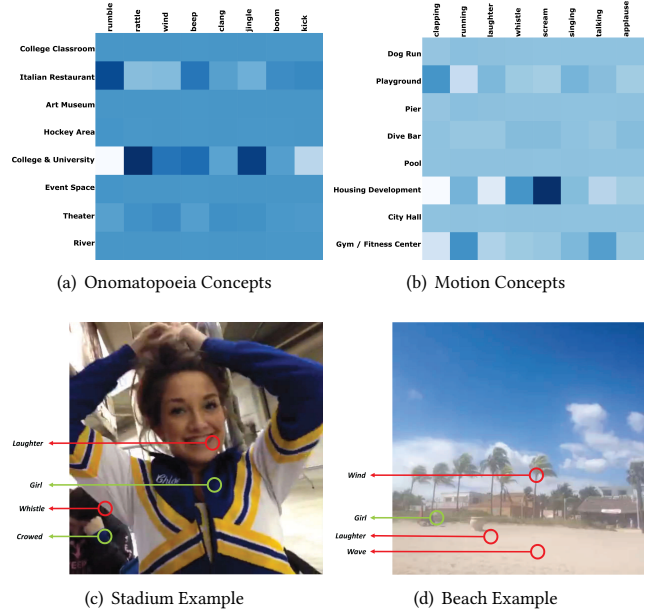 rumble rattle wind beep clang jingle boom kick
College Classroom
Italian Restaurant
Art Museum
Hockey Area
College & University
Event Space
Theater
River
(a) Onomatopoeia Concepts
clapping running laughter whistle scream singing talking applause
Dog Run
Playground
Pier
Dive Bar
Pool
Housing Development
City Hall
Gym / Fitness Center
(b) Motion Concepts
Laughter
Girl
Whistle
Crowed
(c) Stadium Example
Wind
Girl
Laughter
Wave
(d) Beach Example